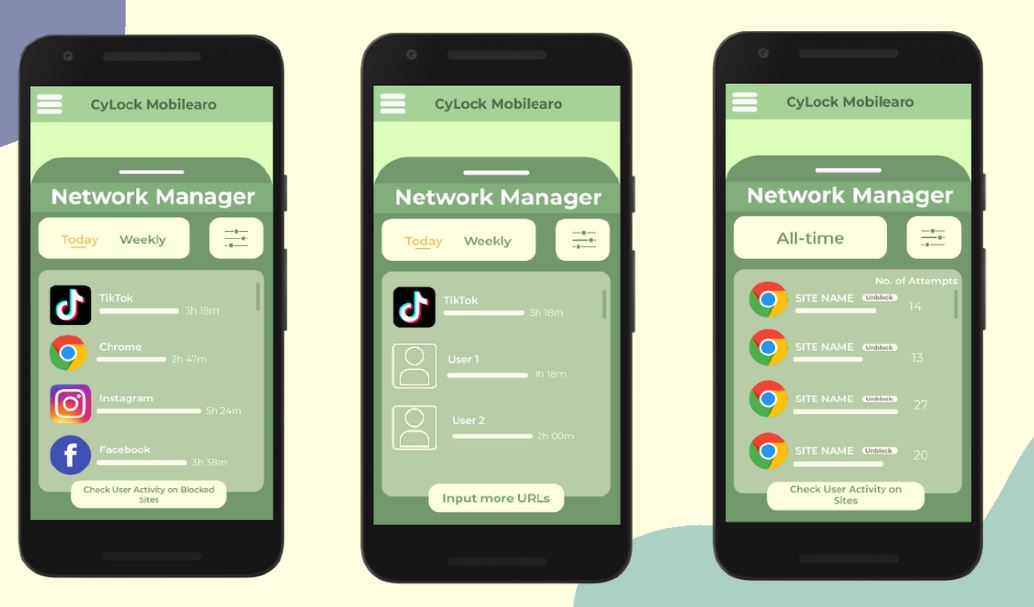 CyLock Mobilearo
Network Manager
Today Weekly
TikTok
3h 18m
Chrome
2h 47m
Instagram
5h 24m
Facebook
3h 38m
Check User Activity on Blocked
Sites
CyLock Mobilearo
Network Manager
Today Weekly
TikTok
3h 18m
User 1
1h 18m
User 2
2h 00m
Input more URLs
CyLock Mobilearo
Network Manager
All-time
No. of Attempts
SITE NAME Unblock
14
SITE NAME Unblock
13
SITE NAME Unblock
27
SITE NAME Unblock
20
Check User Activity on
Sites